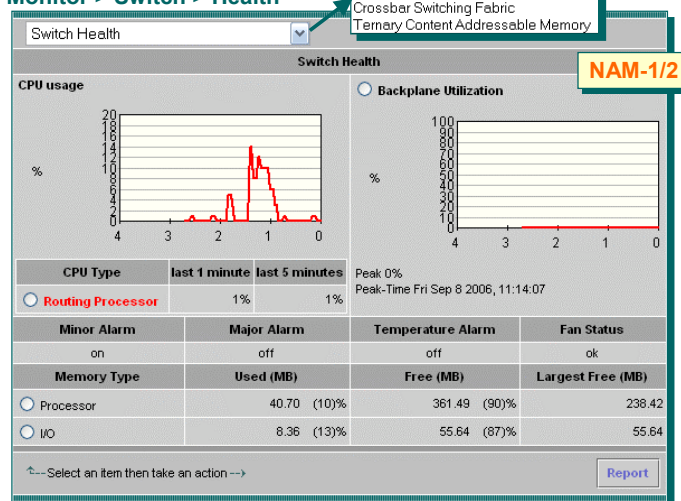 Monitor > Switch > Health
Crossbar Switching Fabric
Ternary Content Addressable Memory
Switch Health
Switch Health
NAM-1/2
CPU usage
Backplane Utilization
20
18
16
14
12
10
8
6
4
2
0
%
4 3 2 1 0
100
90
80
70
60
50
40
30
20
10
0
%
4 3 2 1 0
CPU Type last 1 minute last 5 minutes
Routing Processor 1% 1%
Peak 0%
Peak-Time Fri Sep 8 2006, 11:14:07
Minor Alarm Major Alarm Temperature Alarm Fan Status
on off off ok
Memory Type Used (MB) Free (MB) Largest Free (MB)
Processor 40.70 (10)% 361.49 (90)% 238.42
I/O 8.36 (13)% 55.64 (87)% 55.64
--Select an item then take an action -->
Report